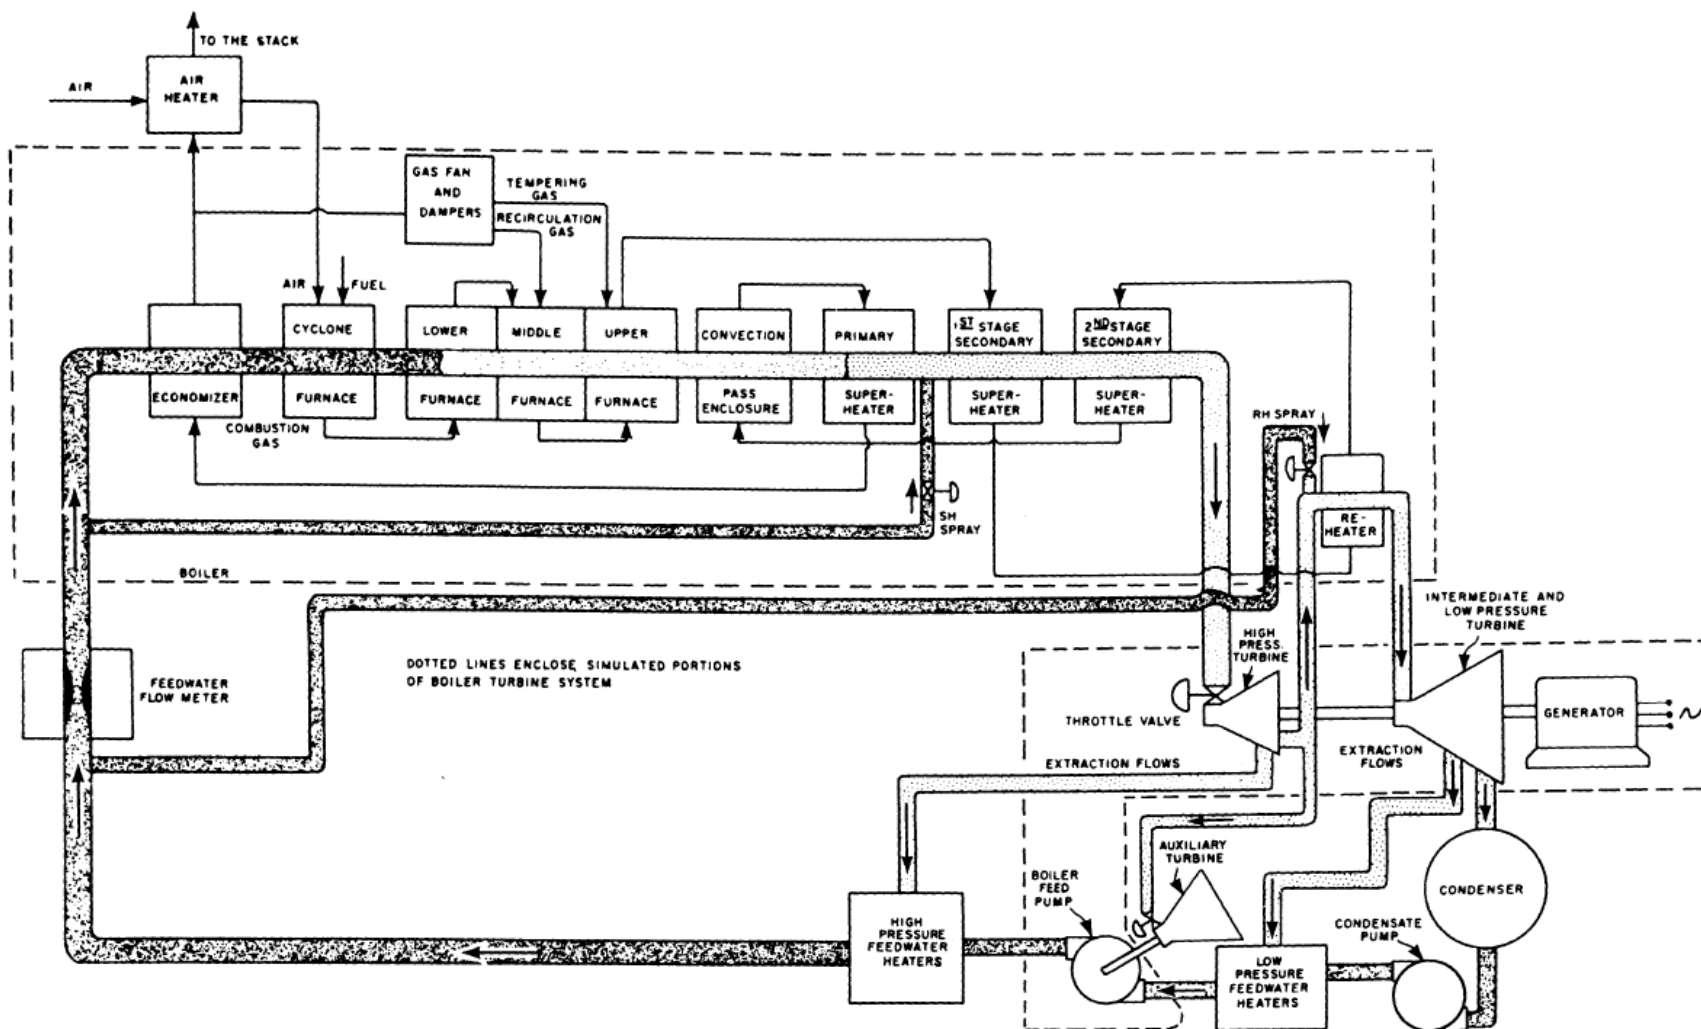 TO THE STACK
AIR
AIR
HEATER
GAS FAN
AND
DAMPERS
TEMPERING
GAS
RECIRCULATION
GAS
AIR
FUEL
CYCLONE
FURNACE
LOWER
FURNACE
MIDDLE
FURNACE
UPPER
FURNACE
CONVECTION
PASS
ENCLOSURE
PRIMARY
SUPER-
HEATER
1ST STAGE
SECONDARY
SUPER-
HEATER
2ND STAGE
SECONDARY
SUPER-
HEATER
ECONOMIZER
COMBUSTION
GAS
RH SPRAY
SH
SPRAY
RE-
HEATER
BOILER
INTERMEDIATE AND
LOW PRESSURE
TURBINE
HIGH
PRESS.
TURBINE
FEEDWATER
FLOW METER
DOTTED LINES ENCLOSE SIMULATED PORTIONS
OF BOILER TURBINE SYSTEM
THROTTLE VALVE
GENERATOR
EXTRACTION FLOWS
EXTRACTION
FLOWS
AUXILIARY
TURBINE
BOILER
FEED
PUMP
CONDENSER
CONDENSATE
PUMP
HIGH
PRESSURE
FEEDWATER
HEATERS
LOW
PRESSURE
FEEDWATER
HEATERS